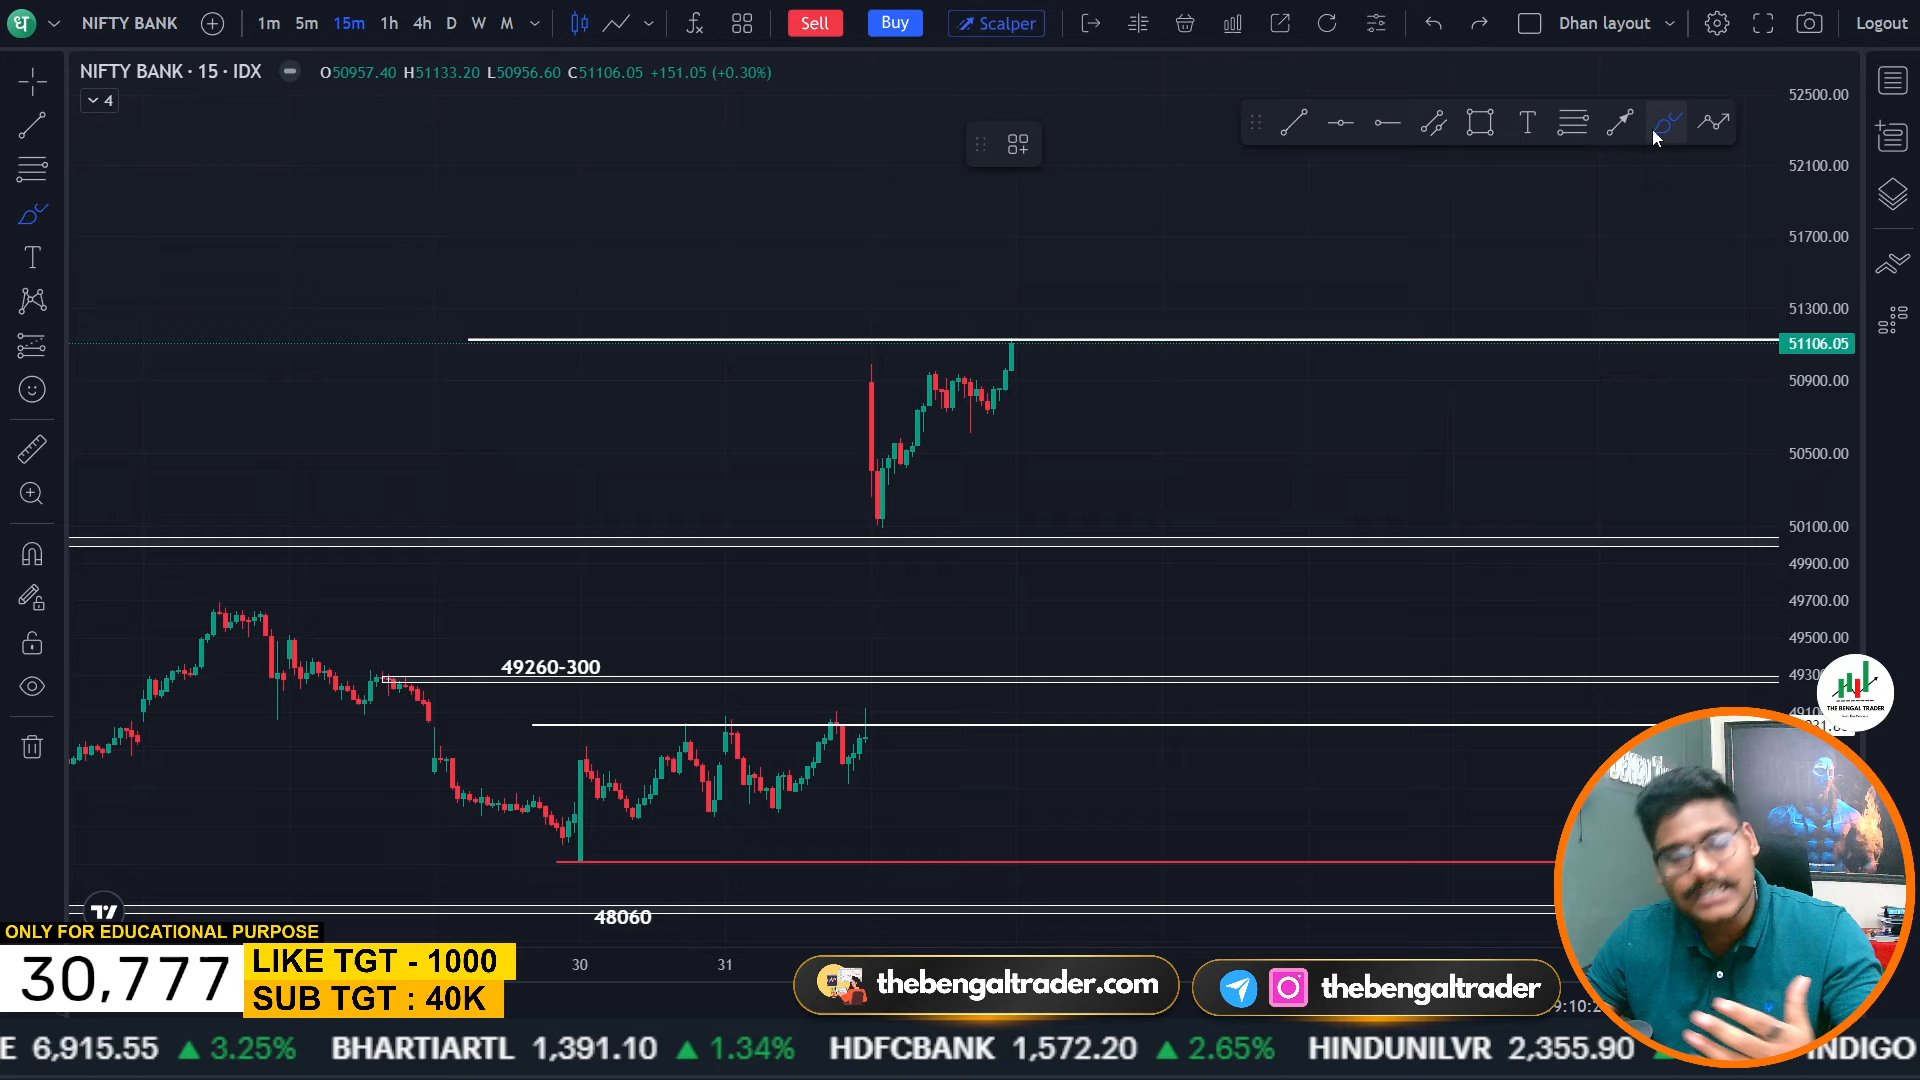 धा NIFTY BANK 1m 5m 15m 1h 4h D W M Sell Buy Scalper Dhan layout Logout
NIFTY BANK · 15 · IDX O50957.40 H51133.20 L50956.60 C51106.05 +151.05 (+0.30%)
4
52500.00
52100.00
51700.00
51300.00
51106.05
50900.00
50500.00
50100.00
49900.00
49700.00
49500.00
49260-300
THE BENGAL TRADER
48060
ONLY FOR EDUCATIONAL PURPOSE
30,777
LIKE TGT - 1000
SUB TGT : 40K
30 31
thebengaltrader.com
thebengaltrader
E 6,915.55 ▲ 3.25% BHARTIARTL 1,391.10 ▲ 1.34% HDFCBANK 1,572.20 ▲ 2.65% HINDUNILVR 2,355.90 INDIGO